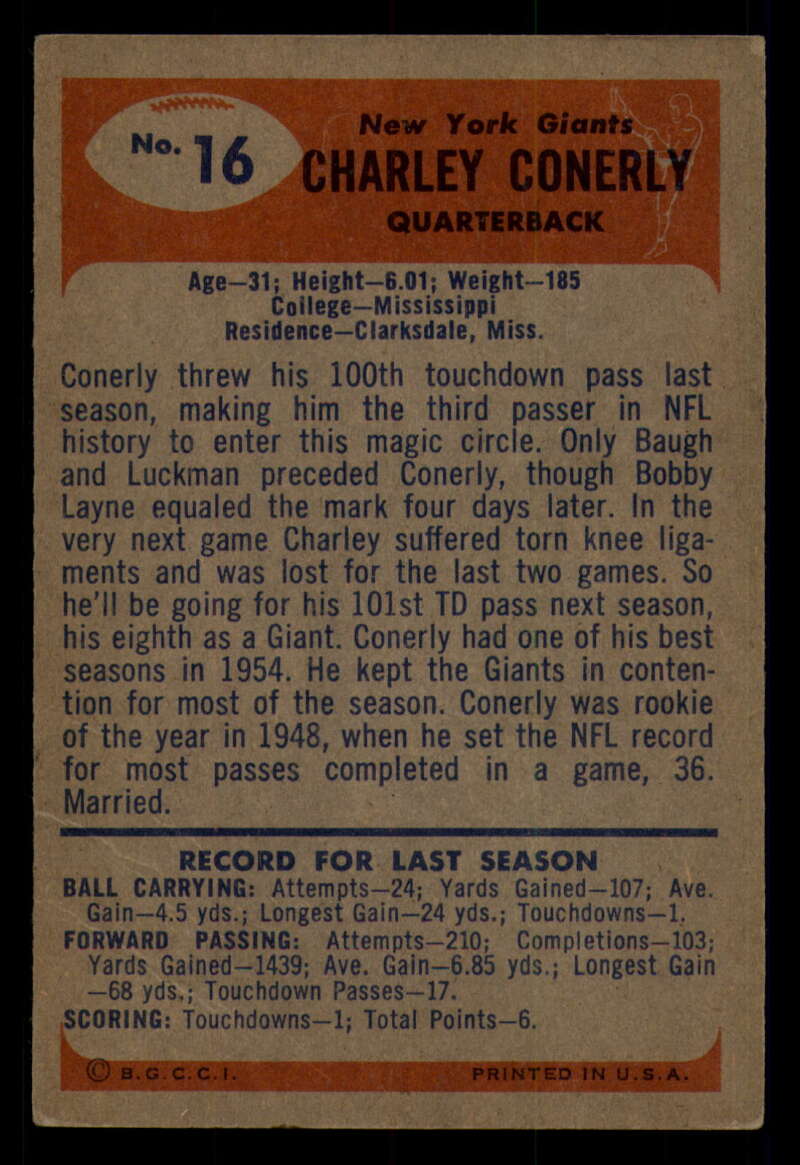 No. 16
New York Giants
CHARLEY CONERLY
QUARTERBACK
Age—31; Height—6.01; Weight—185
College—Mississippi
Residence—Clarksdale, Miss.
Conerly threw his 100th touchdown pass last
season, making him the third passer in NFL
history to enter this magic circle. Only Baugh
and Luckman preceded Conerly, though Bobby
Layne equaled the mark four days later. In the
very next game Charley suffered torn knee liga-
ments and was lost for the last two games. So
he'll be going for his 101st TD pass next season,
his eighth as a Giant. Conerly had one of his best
seasons in 1954. He kept the Giants in conten-
tion for most of the season. Conerly was rookie
of the year in 1948, when he set the NFL record
for most passes completed in a game, 36.
Married.
RECORD FOR LAST SEASON
BALL CARRYING: Attempts—24; Yards Gained—107; Ave.
Gain—4.5 yds.; Longest Gain—24 yds.; Touchdowns—1.
FORWARD PASSING: Attempts—210; Completions—103;
Yards Gained—1439; Ave. Gain—6.85 yds.; Longest Gain
—68 yds.; Touchdown Passes—17.
SCORING: Touchdowns—1; Total Points—6.
© B.G.C.C.I. PRINTED IN U.S.A.